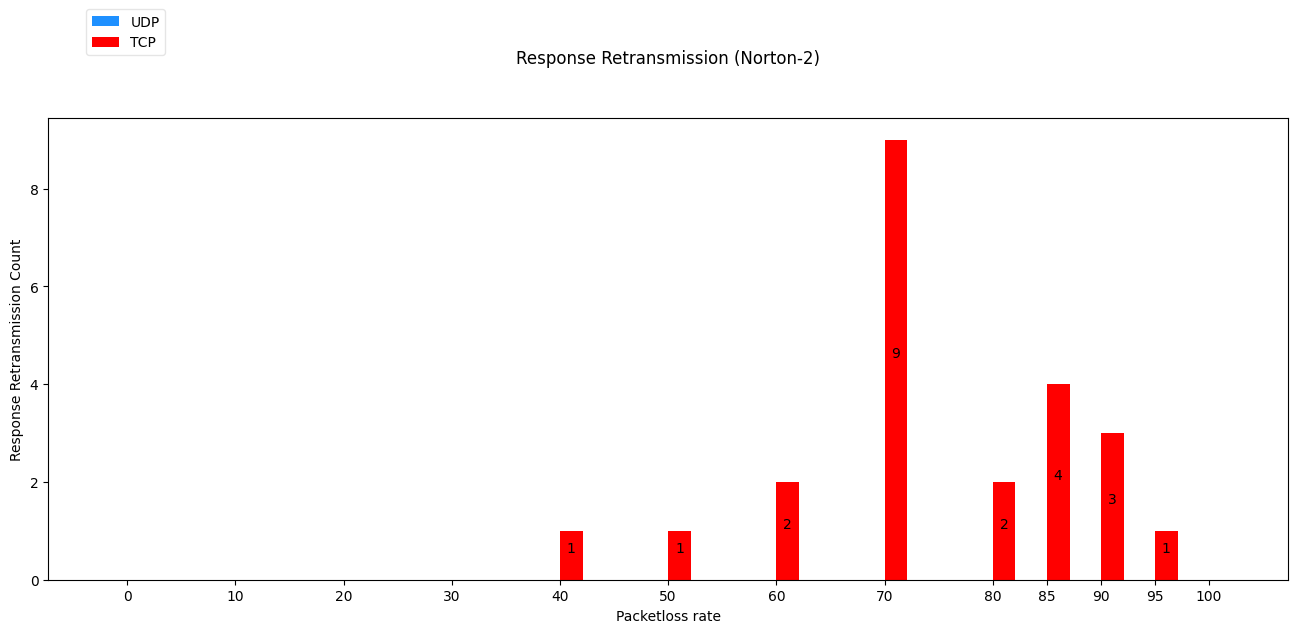 UDP
TCP
Response Retransmission (Norton-2)
Response Retransmission Count
8
6
4
2
0
1
1
2
9
2
4
3
1
0 10 20 30 40 50 60 70 80 85 90 95 100
Packetloss rate